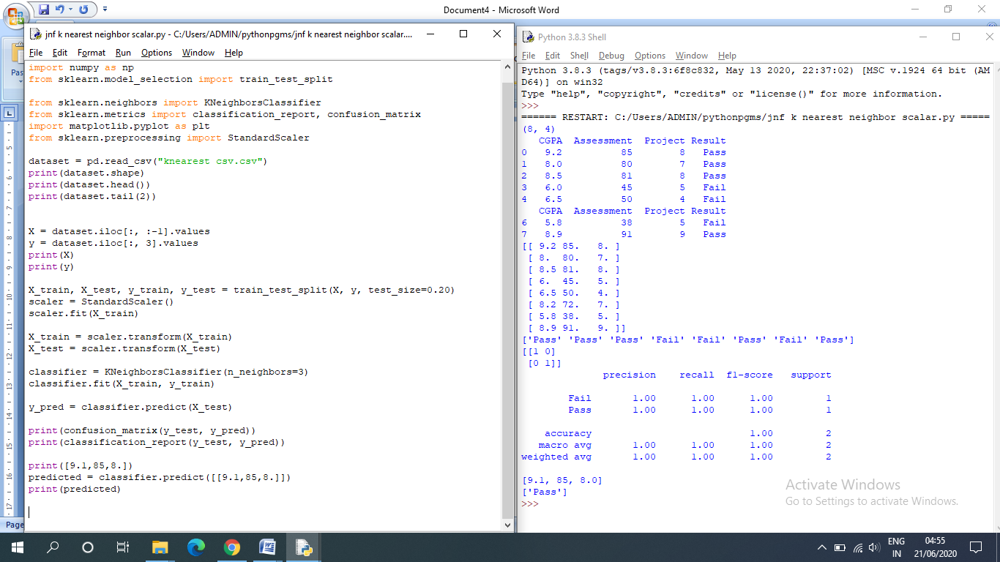 Document4 - Microsoft Word
jnf k nearest neighbor scalar.py - C:/Users/ADMIN/pythonpgms/jnf k nearest neighbor scalar....
File Edit Format Run Options Window Help
import numpy as np
from sklearn.model_selection import train_test_split
from sklearn.neighbors import KNeighborsClassifier
from sklearn.metrics import classification_report, confusion_matrix
import matplotlib.pyplot as plt
from sklearn.preprocessing import StandardScaler
dataset = pd.read_csv("knearest csv.csv")
print(dataset.shape)
print(dataset.head())
print(dataset.tail(2))
X = dataset.iloc[:, :-1].values
y = dataset.iloc[:, 3].values
print(X)
print(y)
X_train, X_test, y_train, y_test = train_test_split(X, y, test_size=0.20)
scaler = StandardScaler()
scaler.fit(X_train)
X_train = scaler.transform(X_train)
X_test = scaler.transform(X_test)
classifier = KNeighborsClassifier(n_neighbors=3)
classifier.fit(X_train, y_train)
y_pred = classifier.predict(X_test)
print(confusion_matrix(y_test, y_pred))
print(classification_report(y_test, y_pred))
print([9.1,85,8.])
predicted = classifier.predict([[9.1,85,8.]])
print(predicted)
Python 3.8.3 Shell
File Edit Shell Debug Options Window Help
Python 3.8.3 (tags/v3.8.3:6f8c832, May 13 2020, 22:37:02) [MSC v.1924 64 bit (AM
D64)] on win32
Type "help", "copyright", "credits" or "license()" for more information.
>>>
====== RESTART: C:/Users/ADMIN/pythonpgms/jnf k nearest neighbor scalar.py =====
(8, 4)
   CGPA  Assessment  Project Result
0   9.2          85        8   Pass
1   8.0          80        7   Pass
2   8.5          81        8   Pass
3   6.0          45        5   Fail
4   6.5          50        4   Fail
   CGPA  Assessment  Project Result
6   5.8          38        5   Fail
7   8.9          91        9   Pass
[[ 9.2 85.   8. ]
 [ 8.  80.   7. ]
 [ 8.5 81.   8. ]
 [ 6.  45.   5. ]
 [ 6.5 50.   4. ]
 [ 8.2 72.   7. ]
 [ 5.8 38.   5. ]
 [ 8.9 91.   9. ]]
['Pass' 'Pass' 'Pass' 'Fail' 'Fail' 'Pass' 'Fail' 'Pass']
[[1 0]
 [0 1]]
              precision    recall  f1-score   support
        Fail       1.00      1.00      1.00         1
        Pass       1.00      1.00      1.00         1
    accuracy                           1.00         2
   macro avg       1.00      1.00      1.00         2
weighted avg       1.00      1.00      1.00         2
[9.1, 85, 8.0]
['Pass']
>>>
Activate Windows
Go to Settings to activate Windows.
Page
ENG
IN
04:55
21/06/2020